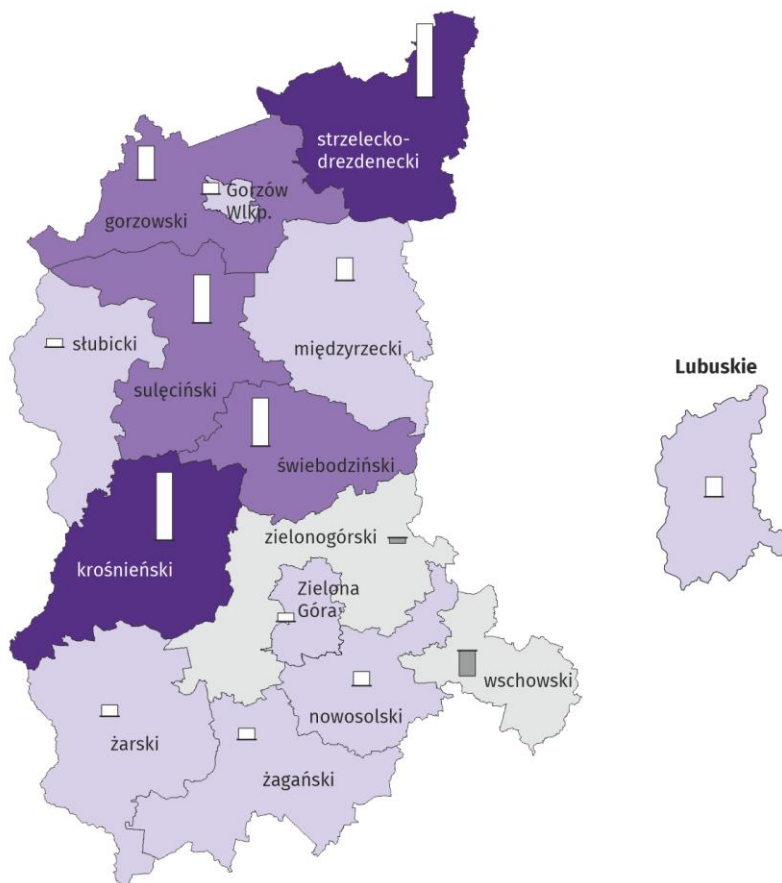 strzelecko-
drezdenecki
Gorzów
Wlkp.
gorzowski
słubicki
międzyrzecki
sulęciński
Lubuskie
świebodziński
zielonogórski
krośnieński
Zielona
Góra
wschowski
nowosolski
żarski
żagański